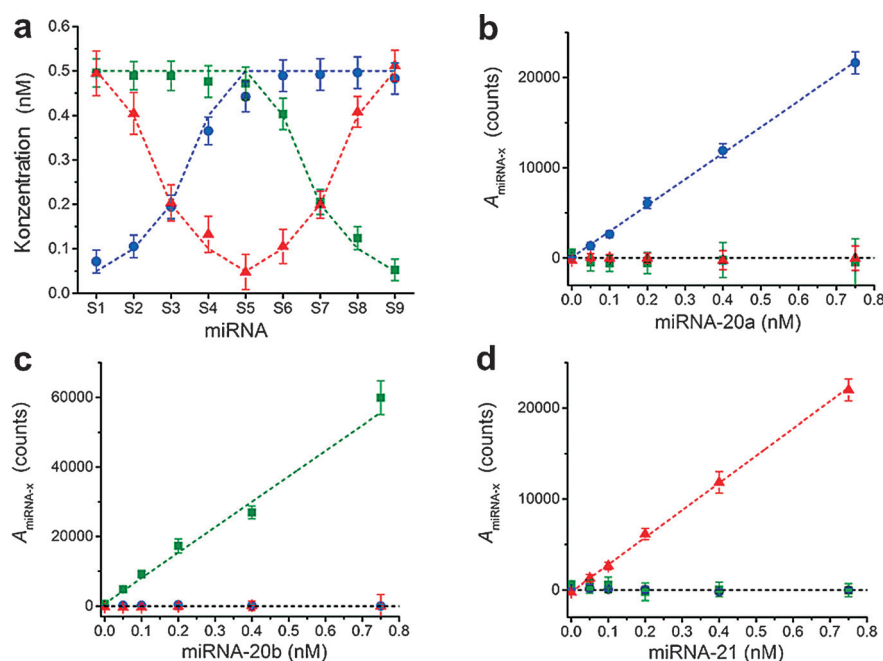 a
Konzentration (nM)
0.6
0.5
0.4
0.3
0.2
0.1
0.0
S1 S2 S3 S4 S5 S6 S7 S8 S9
miRNA
b
AmiRNA-x (counts)
20000
10000
0
0.0 0.1 0.2 0.3 0.4 0.5 0.6 0.7 0.8
miRNA-20a (nM)
c
AmiRNA-x (counts)
60000
40000
20000
0
0.0 0.1 0.2 0.3 0.4 0.5 0.6 0.7 0.8
miRNA-20b (nM)
d
AmiRNA-x (counts)
20000
10000
0
0.0 0.1 0.2 0.3 0.4 0.5 0.6 0.7 0.8
miRNA-21 (nM)